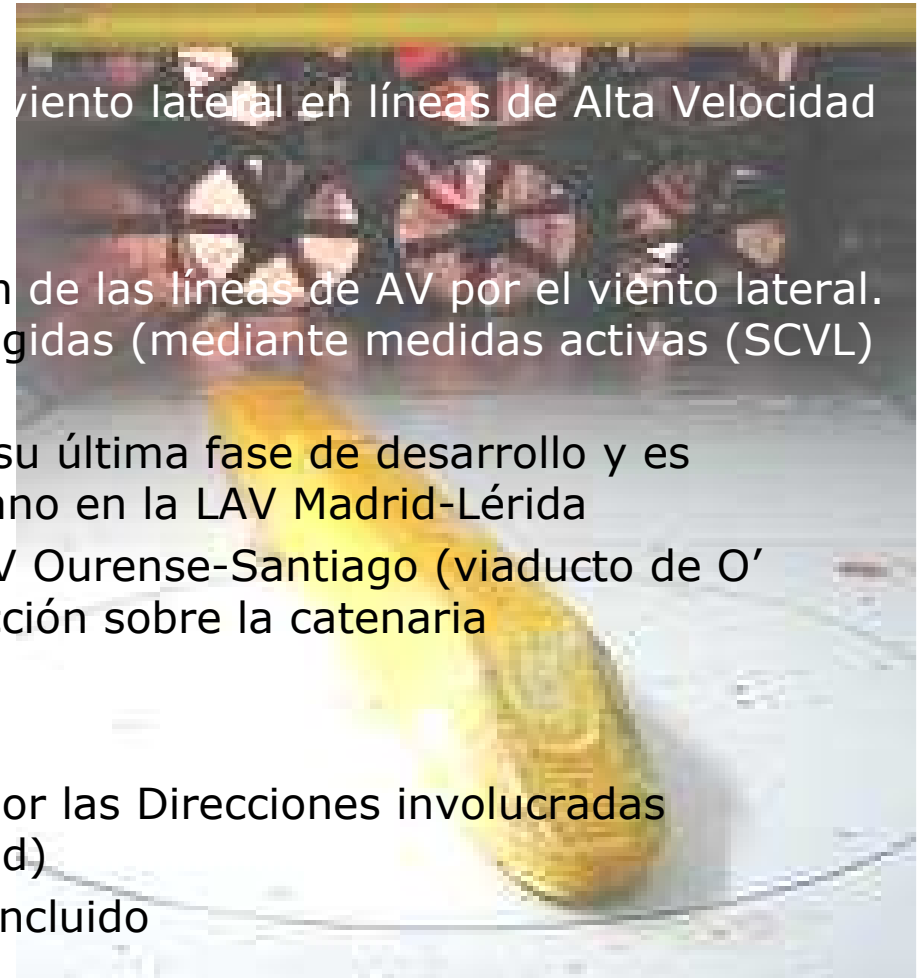 viento lateral en líneas de Alta Velocidad
n de las líneas de AV por el viento lateral.
gidas (mediante medidas activas (SCVL)
su última fase de desarrollo y es
ano en la LAV Madrid-Lérida
V Ourense-Santiago (viaducto de O’
cción sobre la catenaria
or las Direcciones involucradas
d)
ncluido